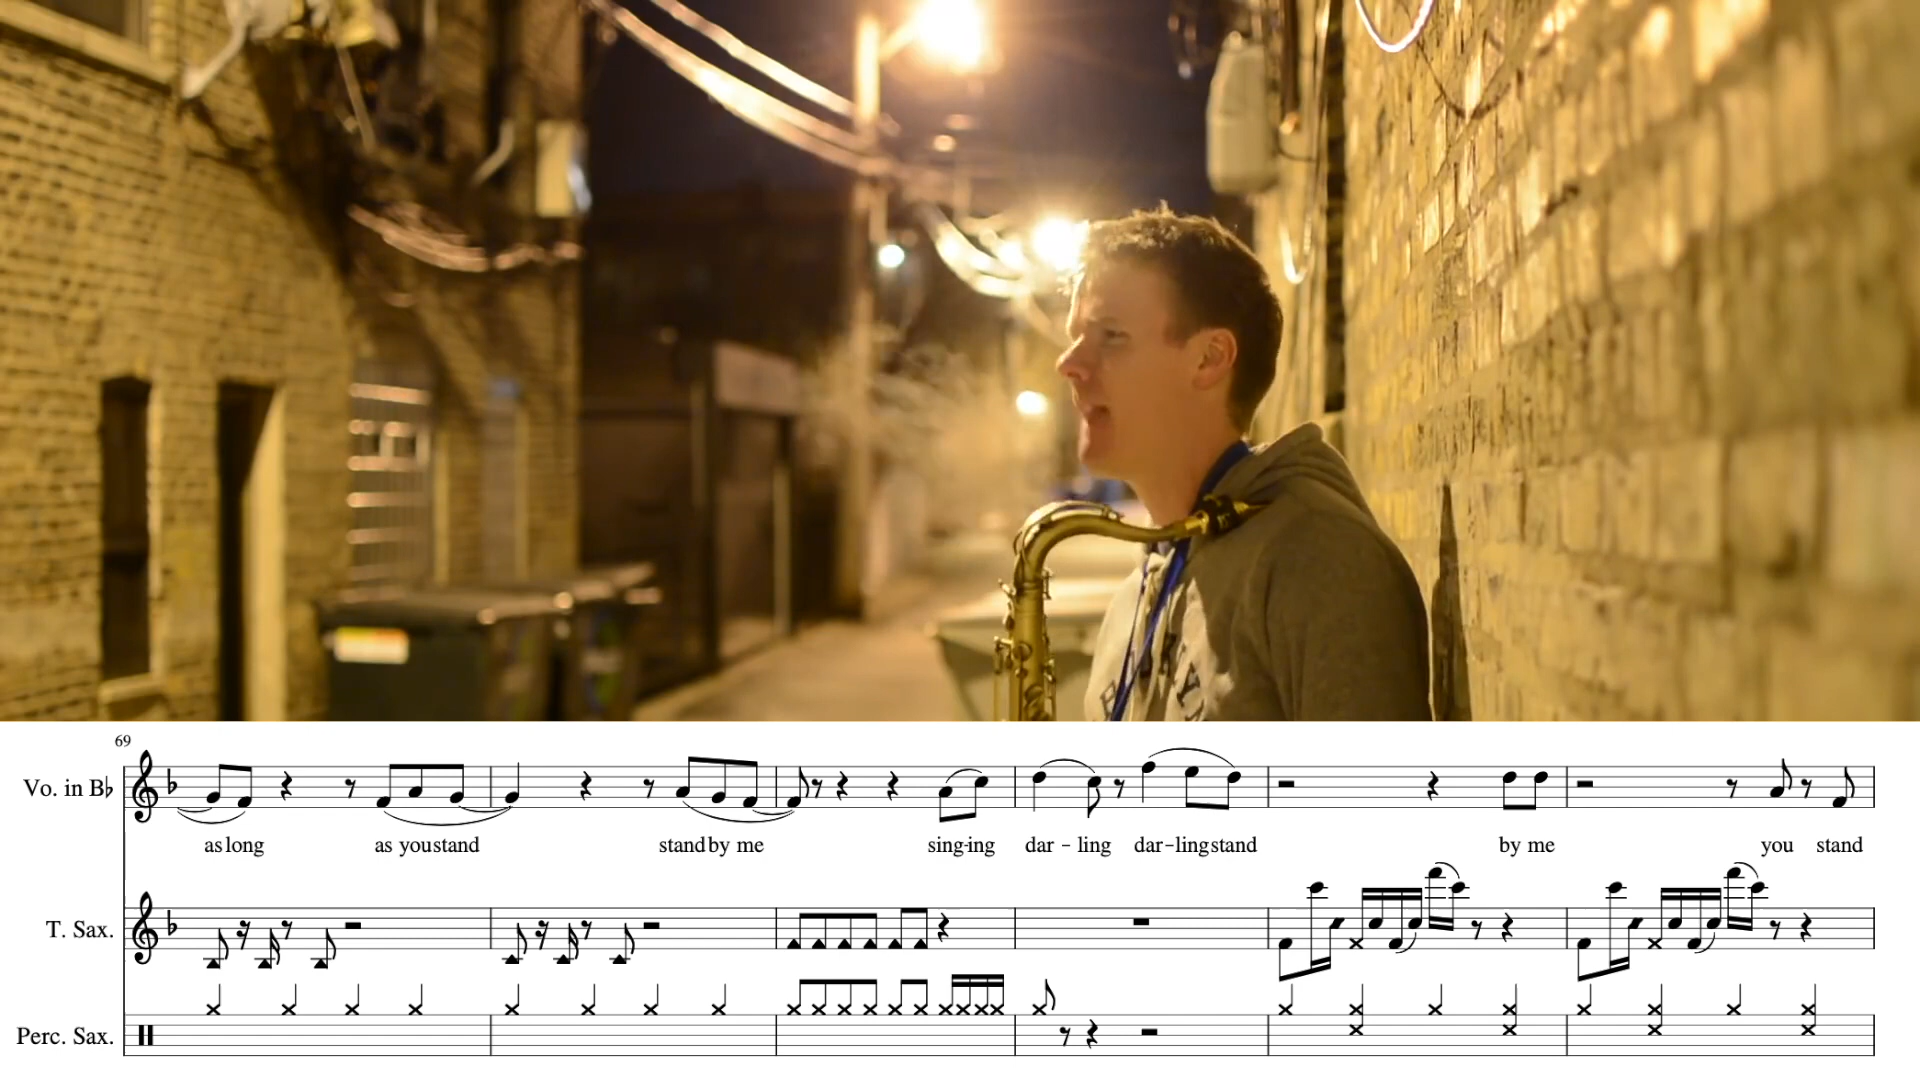 69
Vo. in B♭
as long as you stand stand by me sing-ing dar - ling dar-ling stand by me you stand
T. Sax.
Perc. Sax.